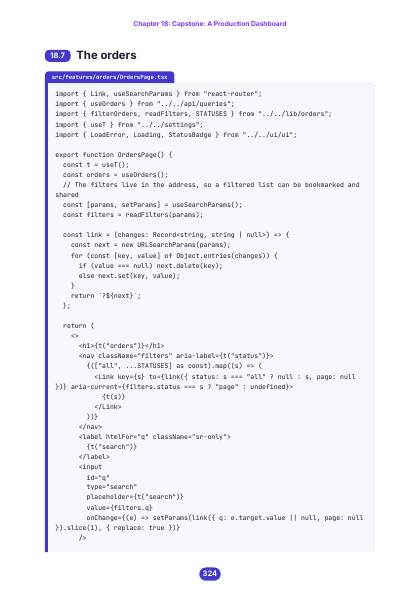 Chapter 18: Capstone: A Production Dashboard
18.7 The orders
src/features/orders/OrdersPage.tsx
import { Link, useSearchParams } from "react-router";
import { useOrders } from "../../api/queries";
import { filterOrders, readFilters, STATUSES } from "../../lib/orders";
import { useT } from "../../settings";
import { LoadError, Loading, StatusBadge } from "../../ui/ui";

export function OrdersPage() {
  const t = useT();
  const orders = useOrders();
  // The filters live in the address, so a filtered list can be bookmarked and
shared
  const [params, setParams] = useSearchParams();
  const filters = readFilters(params);

  const link = (changes: Record<string, string | null>) => {
    const next = new URLSearchParams(params);
    for (const [key, value] of Object.entries(changes)) {
      if (value === null) next.delete(key);
      else next.set(key, value);
    }
    return `?${next}`;
  };

  return (
    <>
      <h1>{t("orders")}</h1>
      <nav className="filters" aria-label={t("status")}>
        {(["all", ...STATUSES] as const).map((s) => (
          <Link key={s} to={link({ status: s === "all" ? null : s, page: null
})} aria-current={filters.status === s ? "page" : undefined}>
            {t(s)}
          </Link>
        ))}
      </nav>
      <label htmlFor="q" className="sr-only">
        {t("search")}
      </label>
      <input
        id="q"
        type="search"
        placeholder={t("search")}
        value={filters.q}
        onChange={(e) => setParams(link({ q: e.target.value || null, page: null
}).slice(1), { replace: true })}
      />
324